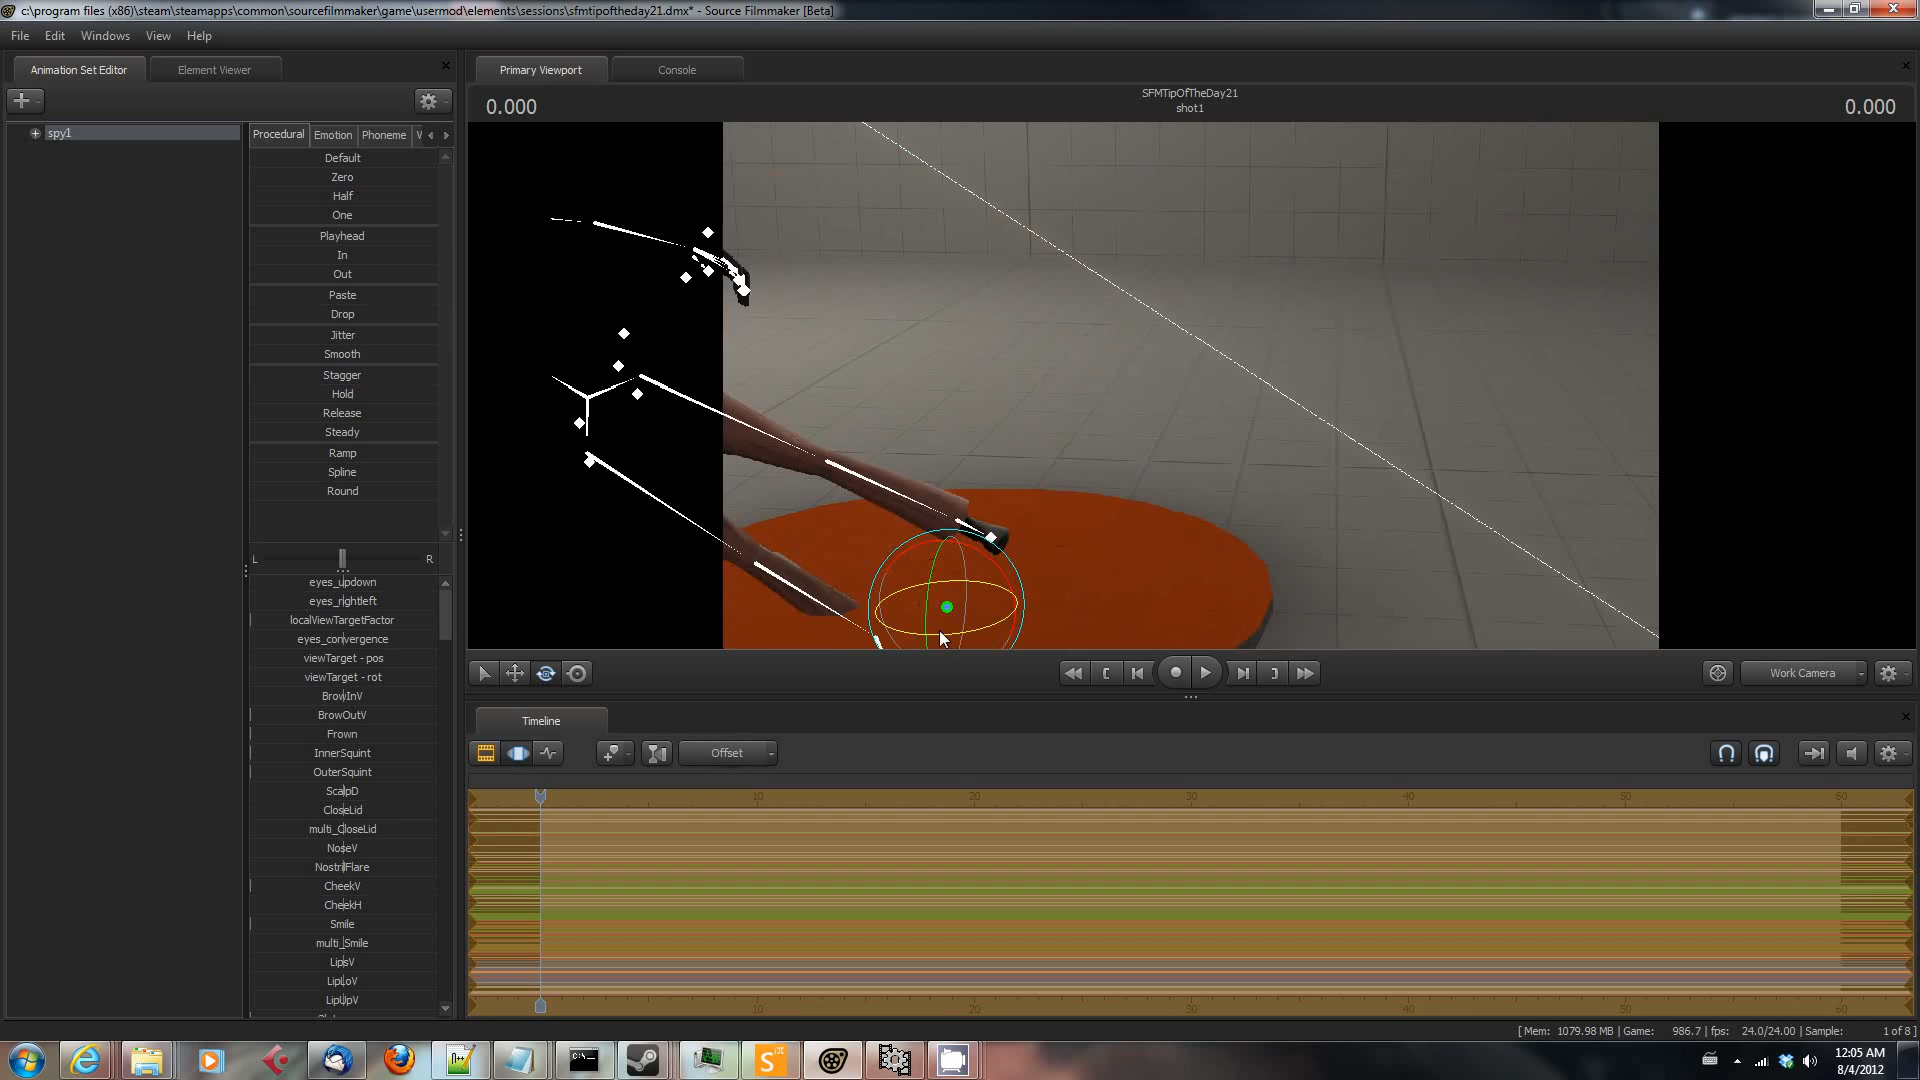 c:\program files (x86)\steam\steamapps\common\sourcefilmmaker\game\usermod\elements\sessions\sfmtipoftheday21.dmx* - Source Filmmaker [Beta]
File Edit Windows View Help
Animation Set Editor Element Viewer
Primary Viewport Console
0.000
SFMTipOfTheDay21
shot1
0.000
spy1
Procedural Emotion Phoneme
Default
Zero
Half
One
Playhead
In
Out
Paste
Drop
Jitter
Smooth
Stagger
Hold
Release
Steady
Ramp
Spline
Round
L R
eyes_updown
eyes_rightleft
localViewTargetFactor
eyes_convergence
viewTarget - pos
viewTarget - rot
BrowInV
BrowOutV
Frown
InnerSquint
OuterSquint
ScalpD
CloseLid
multi_CloseLid
NoseV
NostrilFlare
CheekV
CheekH
Smile
multi_Smile
LipsV
LipLoV
LipUpV
Work Camera
Timeline
Offset
10 20 30 40 50 60
10 20 30 40 50 60
[ Mem: 1079.98 MB | Game: 986.7 | fps: 24.0/24.00 | Sample: 1 of 8 ]
12:05 AM
8/4/2012